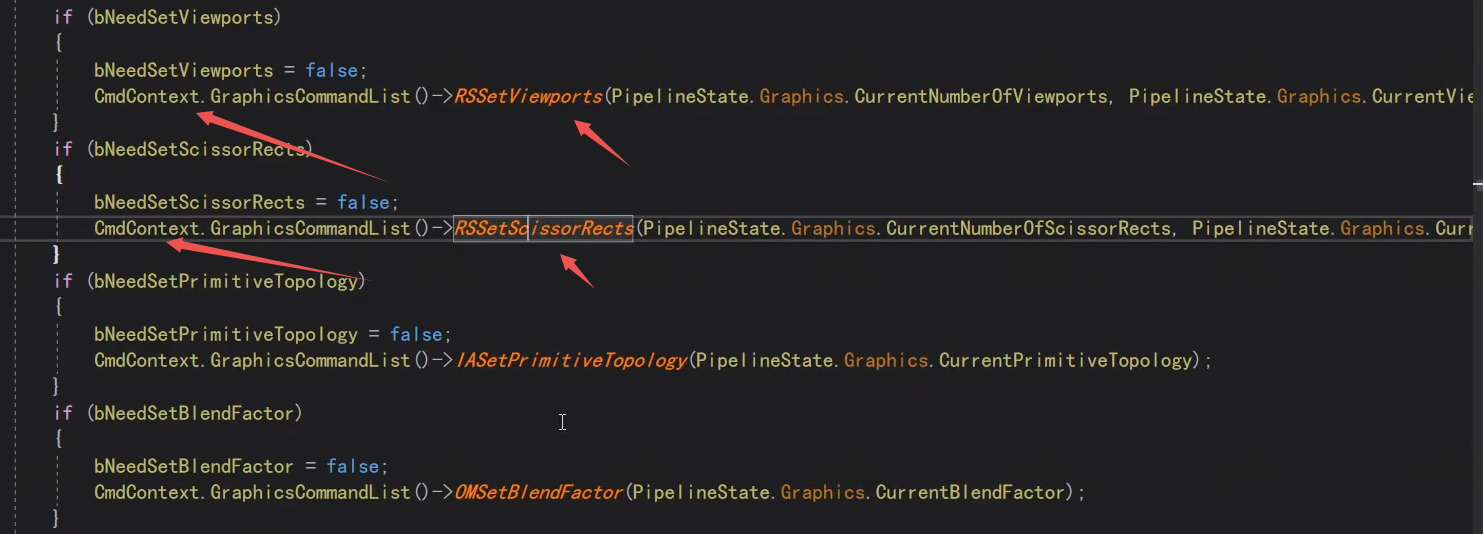 if (bNeedSetViewports)
{
bNeedSetViewports = false;
CmdContext.GraphicsCommandList()->RSSetViewports(PipelineState.Graphics.CurrentNumberOfViewports, PipelineState.Graphics.CurrentVie
}
if (bNeedSetScissorRects)
{
bNeedSetScissorRects = false;
CmdContext.GraphicsCommandList()->RSSetScissorRects(PipelineState.Graphics.CurrentNumberOfScissorRects, PipelineState.Graphics.Curr
}
if (bNeedSetPrimitiveTopology)
{
bNeedSetPrimitiveTopology = false;
CmdContext.GraphicsCommandList()->IASetPrimitiveTopology(PipelineState.Graphics.CurrentPrimitiveTopology);
}
if (bNeedSetBlendFactor)
{
bNeedSetBlendFactor = false;
CmdContext.GraphicsCommandList()->OMSetBlendFactor(PipelineState.Graphics.CurrentBlendFactor);
}